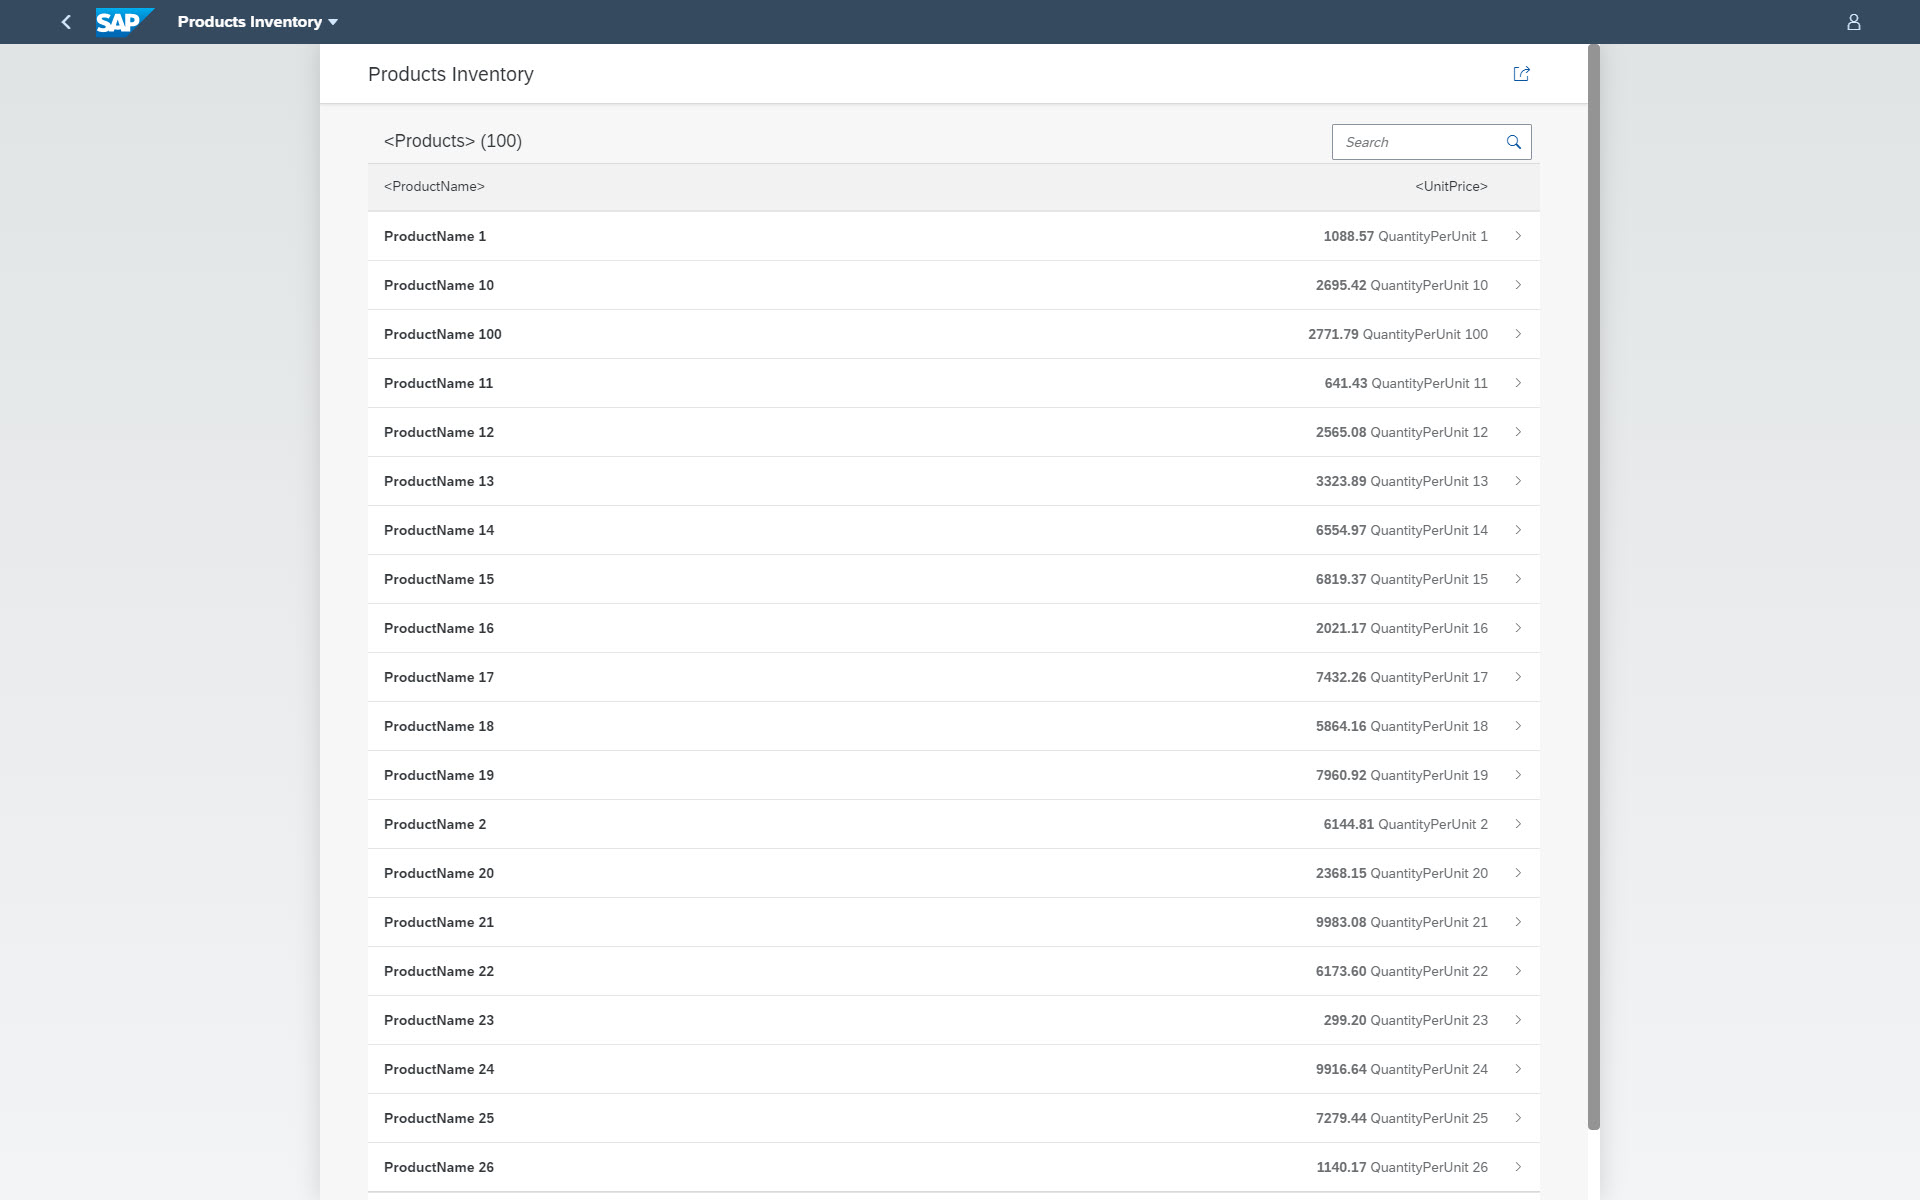 SAP Products Inventory
Products Inventory
<Products> (100) Search
<ProductName> <UnitPrice>
ProductName 1 1088.57 QuantityPerUnit 1
ProductName 10 2695.42 QuantityPerUnit 10
ProductName 100 2771.79 QuantityPerUnit 100
ProductName 11 641.43 QuantityPerUnit 11
ProductName 12 2565.08 QuantityPerUnit 12
ProductName 13 3323.89 QuantityPerUnit 13
ProductName 14 6554.97 QuantityPerUnit 14
ProductName 15 6819.37 QuantityPerUnit 15
ProductName 16 2021.17 QuantityPerUnit 16
ProductName 17 7432.26 QuantityPerUnit 17
ProductName 18 5864.16 QuantityPerUnit 18
ProductName 19 7960.92 QuantityPerUnit 19
ProductName 2 6144.81 QuantityPerUnit 2
ProductName 20 2368.15 QuantityPerUnit 20
ProductName 21 9983.08 QuantityPerUnit 21
ProductName 22 6173.60 QuantityPerUnit 22
ProductName 23 299.20 QuantityPerUnit 23
ProductName 24 9916.64 QuantityPerUnit 24
ProductName 25 7279.44 QuantityPerUnit 25
ProductName 26 1140.17 QuantityPerUnit 26